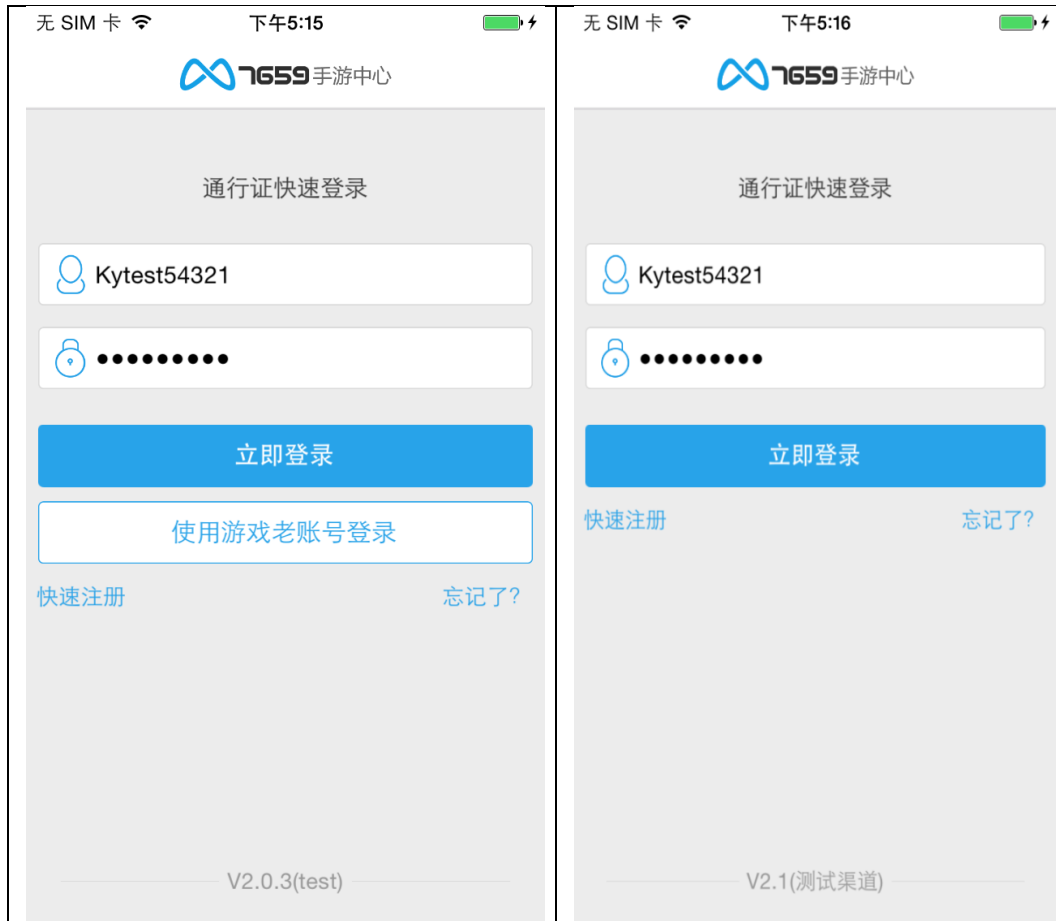 无 SIM 卡 下午5:15
7659手游中心
通行证快速登录
Kytest54321
●●●●●●●●●
立即登录
使用游戏老账号登录
快速注册 忘记了?
V2.0.3(test)
无 SIM 卡 下午5:16
7659手游中心
通行证快速登录
Kytest54321
●●●●●●●●●
立即登录
快速注册 忘记了?
V2.1(测试渠道)